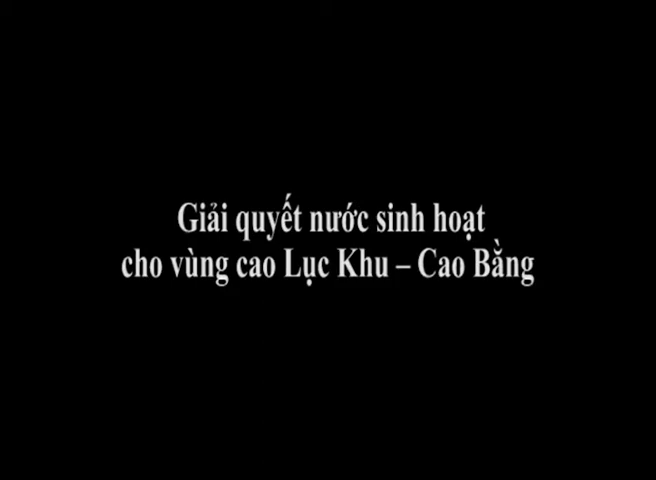 Giải quyết nước sinh hoạt
cho vùng cao Lục Khu – Cao Bằng